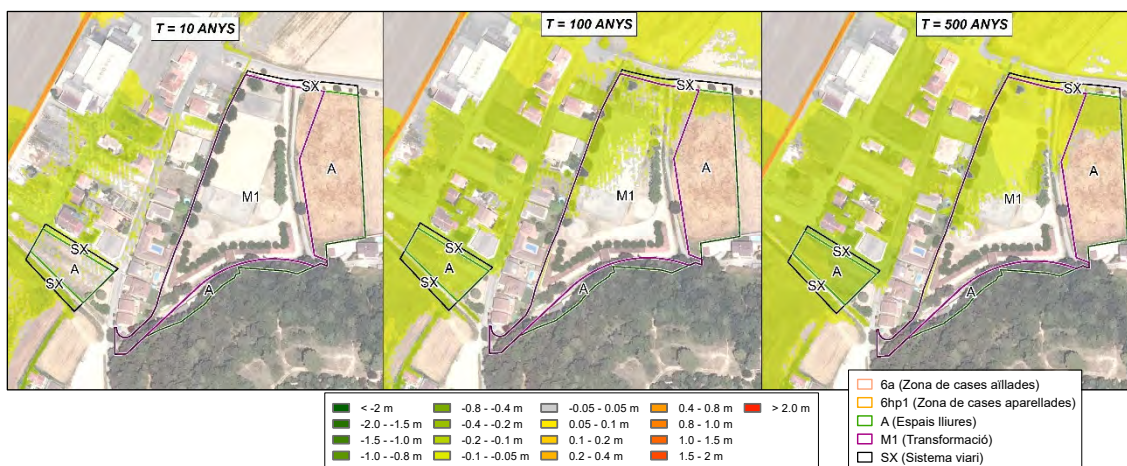 T = 10 ANYS
T = 100 ANYS
T = 500 ANYS
SX
A
M1
SX
A
SX
A
SX
A
M1
SX
A
SX
A
SX
A
M1
SX
A
SX
A
< -2 m
-2.0 - -1.5 m
-1.5 - -1.0 m
-1.0 - -0.8 m
-0.8 - -0.4 m
-0.4 - -0.2 m
-0.2 - -0.1 m
-0.1 - -0.05 m
-0.05 - 0.05 m
0.05 - 0.1 m
0.1 - 0.2 m
0.2 - 0.4 m
0.4 - 0.8 m
0.8 - 1.0 m
1.0 - 1.5 m
1.5 - 2 m
> 2.0 m
6a (Zona de cases aïllades)
6hp1 (Zona de cases aparellades)
A (Espais lliures)
M1 (Transformació)
SX (Sistema viari)